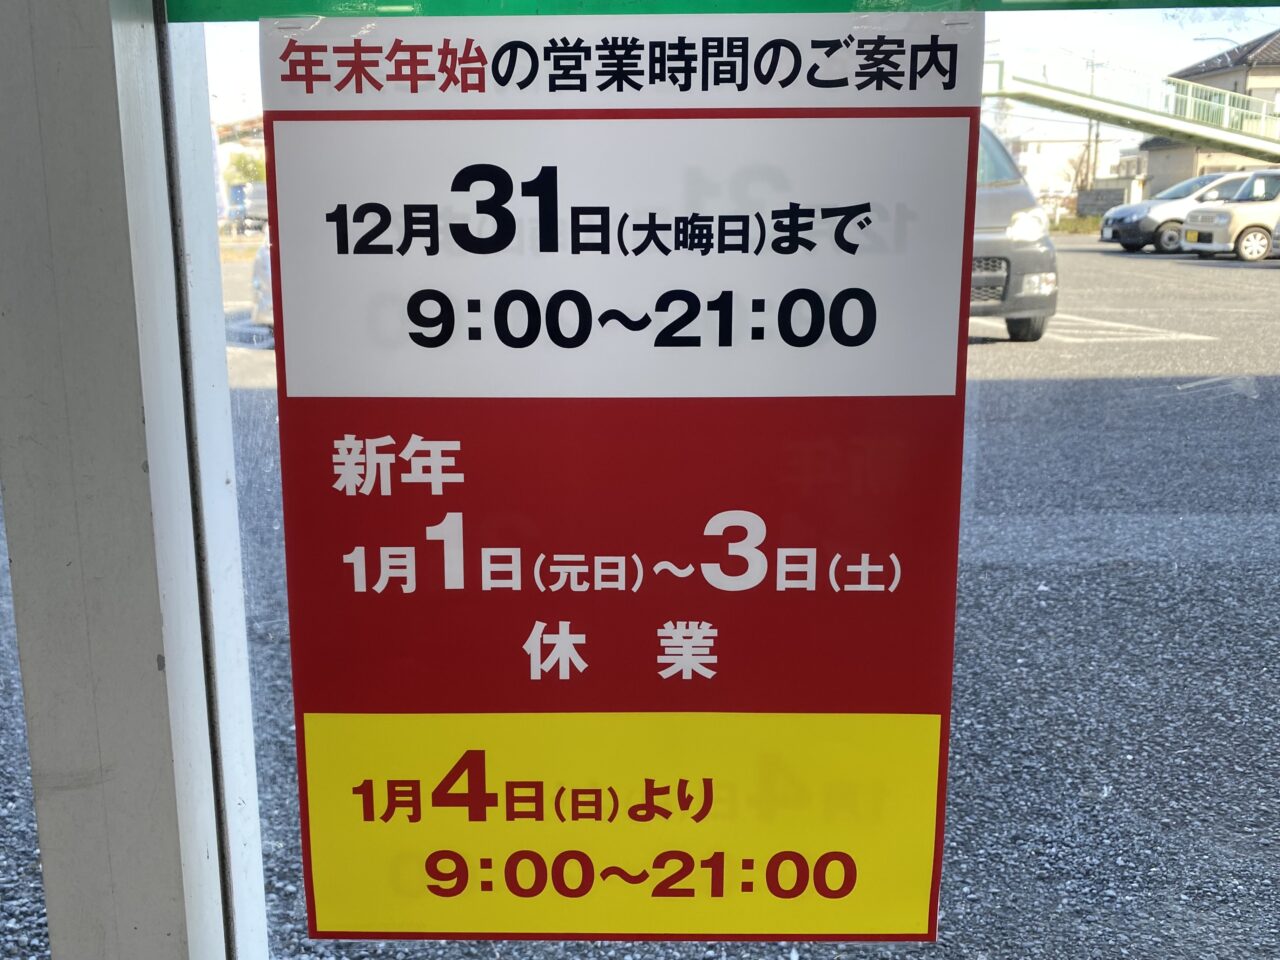 年末年始の営業時間のご案内
12月31日(大晦日)まで
9:00～21:00
新年
1月1日(元日)～3日(土)
休 業
1月4日(日)より
9:00～21:00